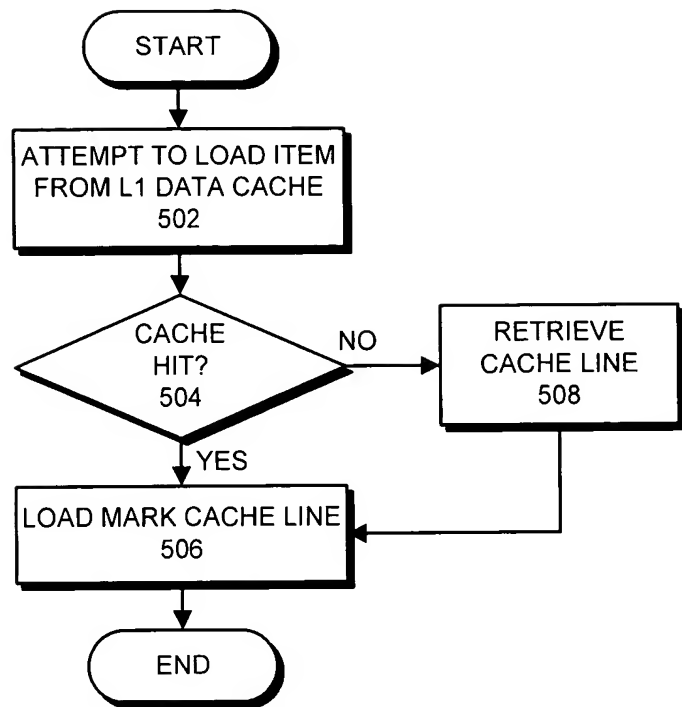 START
ATTEMPT TO LOAD ITEM
FROM L1 DATA CACHE
502
CACHE
HIT?
504
NO
RETRIEVE
CACHE LINE
508
YES
LOAD MARK CACHE LINE
506
END